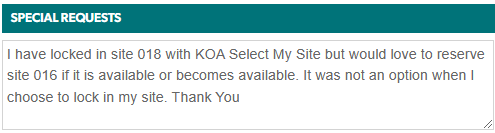 SPECIAL REQUESTS
I have locked in site 018 with KOA Select My Site but would love to reserve
site 016 if it is available or becomes available. It was not an option when I
choose to lock in my site. Thank You